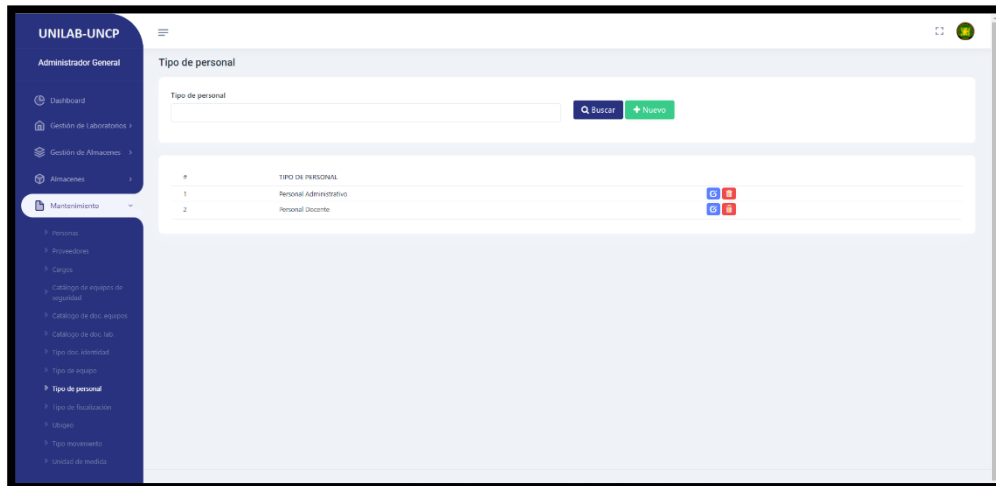 UNILAB-UNCP
Administrador General
Dashboard
Gestión de Laboratorios
Gestión de Almacenes
Almacenes
Mantenimiento
Personas
Proveedores
Cargos
Catálogo de equipos de
seguridad
Catálogo de doc. equipos
Catálogo de doc. lab.
Tipo doc. identidad
Tipo de equipo
Tipo de personal
Tipo de fiscalización
Ubigeo
Tipo movimiento
Unidad de medida
Tipo de personal
Tipo de personal
Buscar
Nuevo
# TIPO DE PERSONAL
1 Personal Administrativo
2 Personal Docente